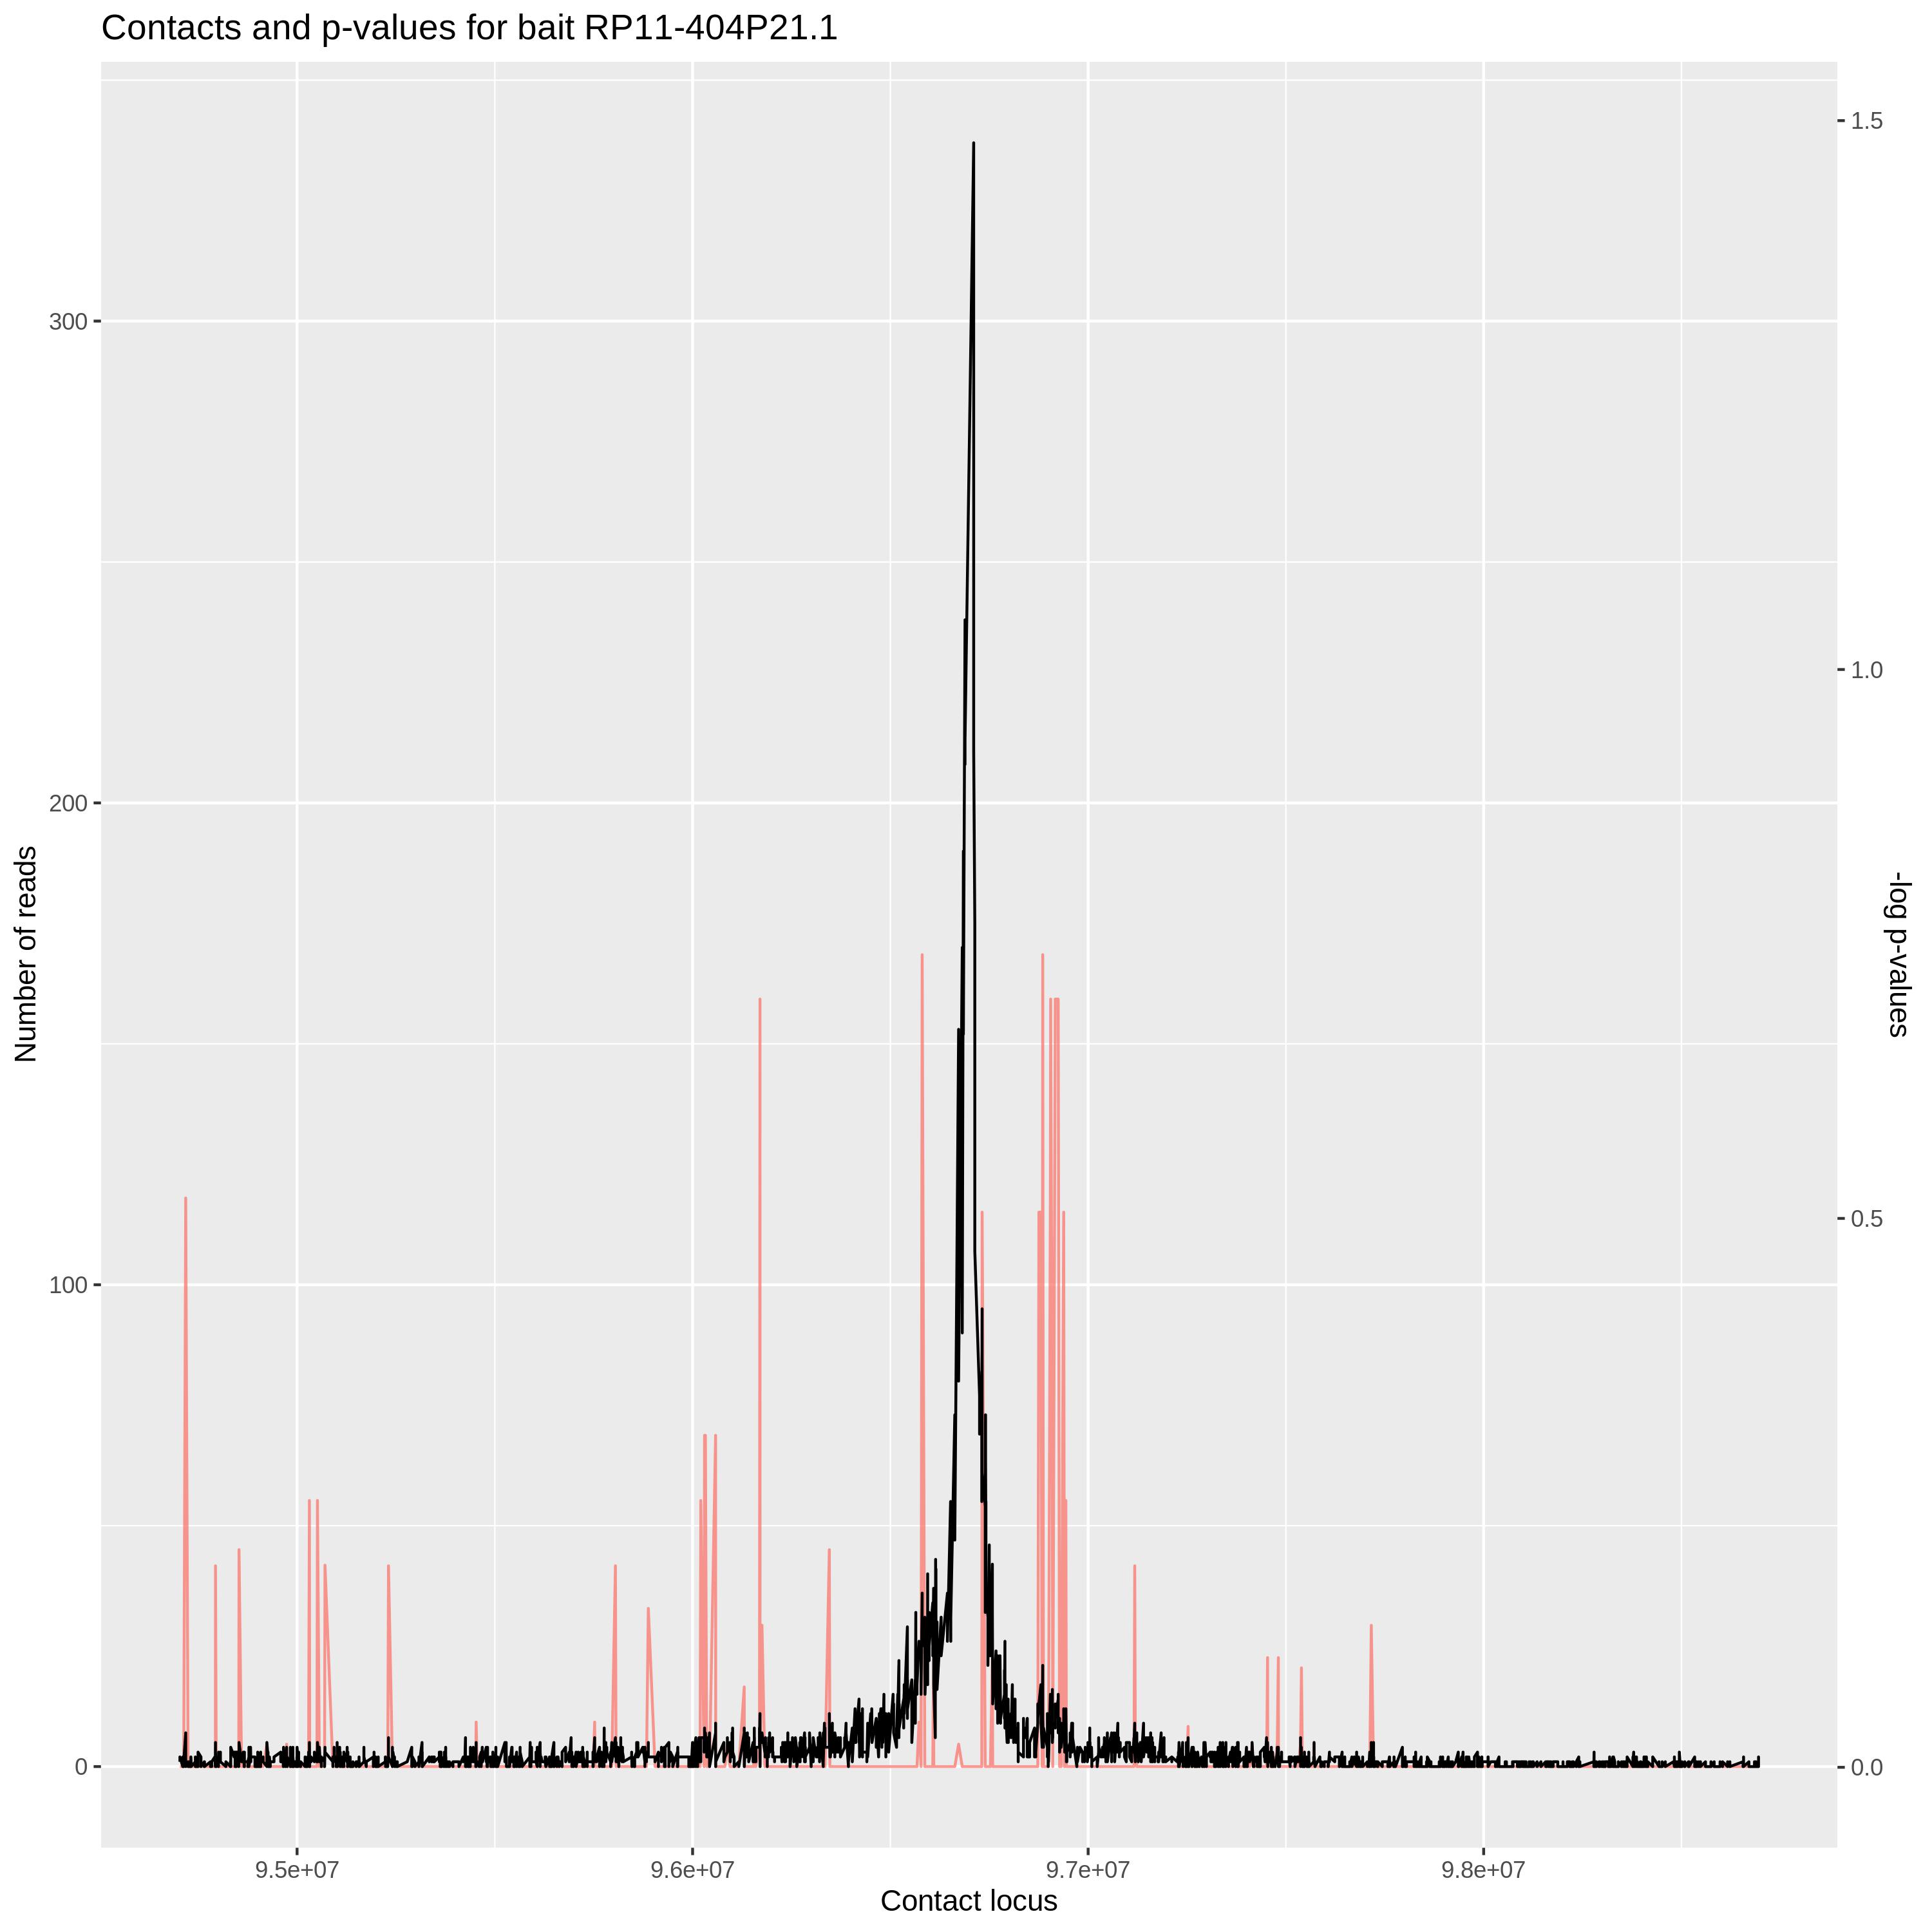 Contacts and p-values for bait RP11-404P21.1
300
200
100
0
Number of reads
1.5
1.0
0.5
0.0
-log p-values
9.5e+07
9.6e+07
9.7e+07
9.8e+07
Contact locus